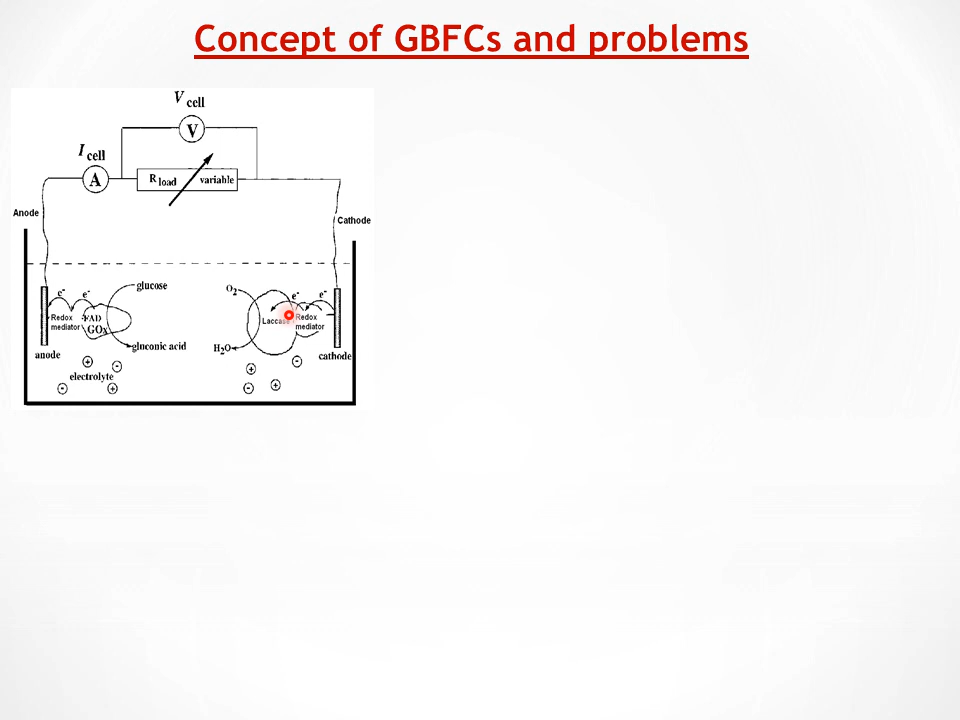 Concept of GBFCs and problems
V cell
V
I cell
A
R load variable
Anode
Cathode
e- e- glucose
O2 e- e-
Redox mediator
FAD
GOx
Laccase
Redox mediator
gluconic acid
H2O
anode
cathode
electrolyte